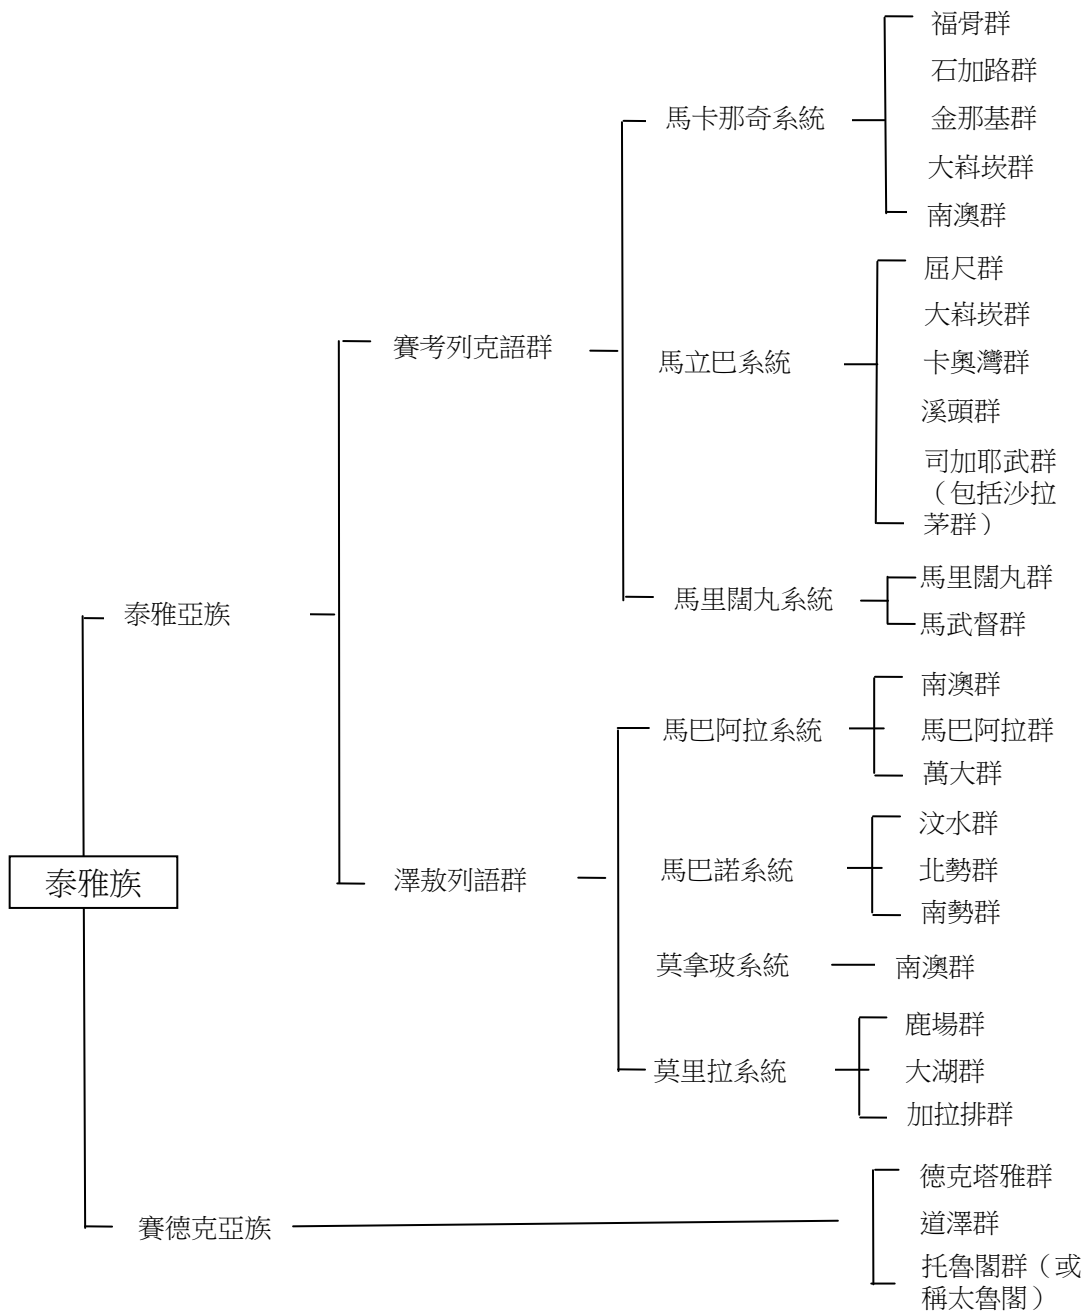 福骨群
石加路群
馬卡那奇系統
金那基群
大嵙崁群
南澳群
屈尺群
大嵙崁群
賽考列克語群
馬立巴系統
卡奧灣群
溪頭群
司加耶武群
（包括沙拉
茅群）
馬里闊丸群
馬里闊丸系統
泰雅亞族
馬武督群
南澳群
馬巴阿拉系統
馬巴阿拉群
萬大群
汶水群
泰雅族
澤敖列語群
馬巴諾系統
北勢群
南勢群
莫拿玻系統
南澳群
鹿場群
莫里拉系統
大湖群
加拉排群
德克塔雅群
賽德克亞族
道澤群
托魯閣群（或
稱太魯閣）